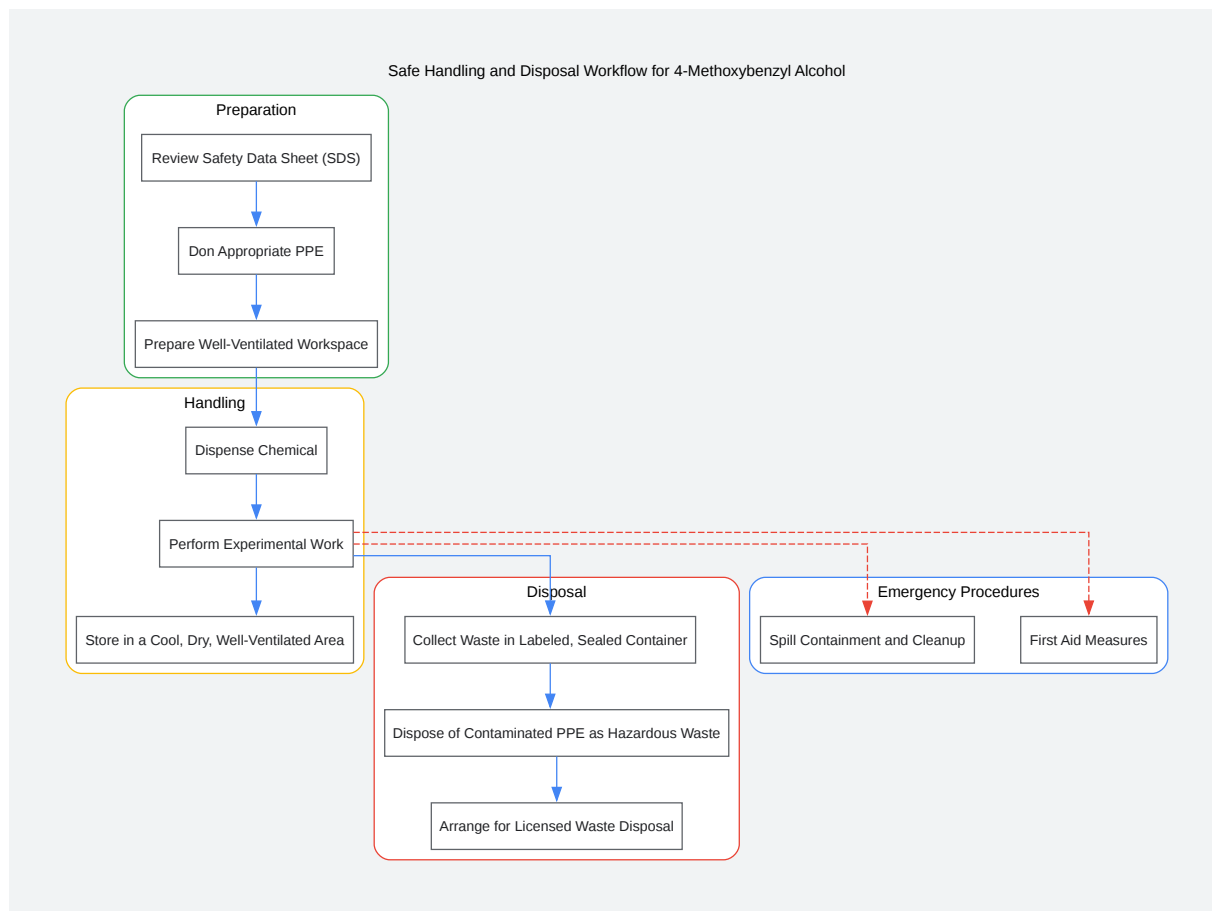 Safe Handling and Disposal Workflow for 4-Methoxybenzyl Alcohol
Preparation
Review Safety Data Sheet (SDS)
Don Appropriate PPE
Prepare Well-Ventilated Workspace
Handling
Dispense Chemical
Perform Experimental Work
Store in a Cool, Dry, Well-Ventilated Area
Disposal
Collect Waste in Labeled, Sealed Container
Dispose of Contaminated PPE as Hazardous Waste
Arrange for Licensed Waste Disposal
Emergency Procedures
Spill Containment and Cleanup
First Aid Measures